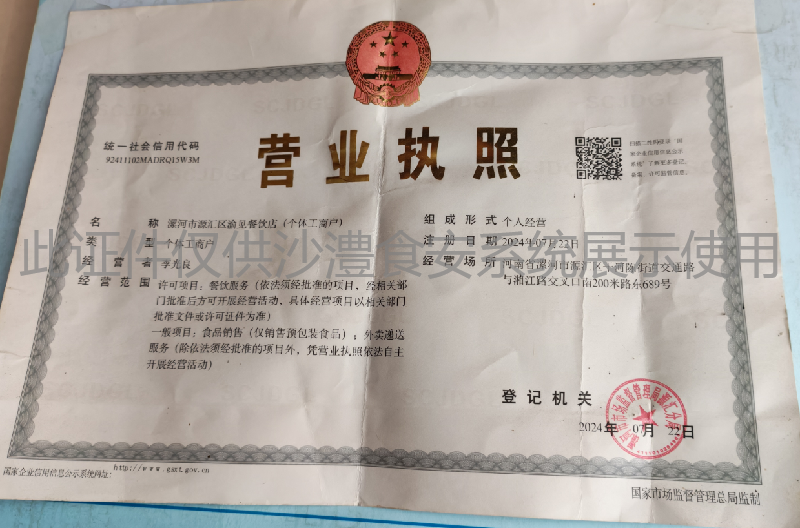 营业执照
统一社会信用代码
92411102MADRQ15W3M
名 称 漯河市源汇区渝 餐饮店（个体工商户）
类 型 个体工商户
经 营 者 李光良
经 营 范 围 许可项目：餐饮服务（依法须经批准的项目，经相关部
门批准后方可开展经营活动，具体经营项目以相关部门
批准文件或许可证件为准）
一般项目：食品销售（仅销售预包装食品）；外卖递送
服务（除依法须经批准的项目外，凭营业执照依法自主
开展经营活动）
组 成 形 式 个人经营
注 册 日 期 2024年07月22日
经 营 场 所 河南省漯河市源汇区 河陈街道交通路
与湘江路交叉口南200米路东689号
此证件仅供沙澧食安系统展示使用
登 记 机 关
2024年 07月 22日
国家企业信用信息公示系统网址：http://www.gsxt.gov.cn
国家市场监督管理总局监制